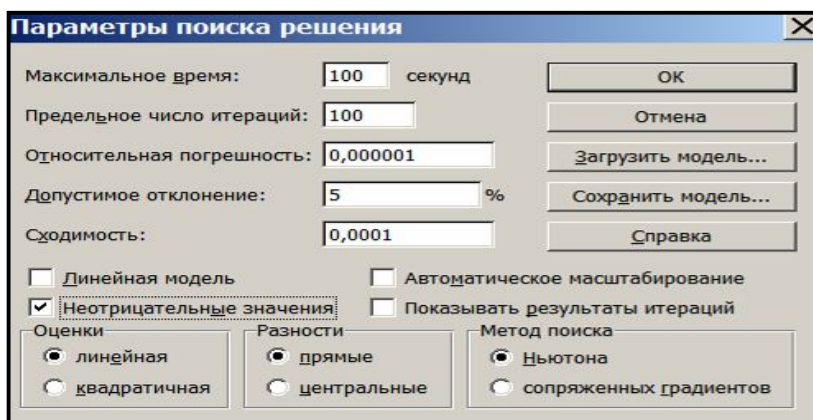 Параметры поиска решения
Максимальное время: 100 секунд ОК
Предельное число итераций: 100 Отмена
Относительная погрешность: 0,000001 Загрузить модель...
Допустимое отклонение: 5 % Сохранить модель...
Сходимость: 0,0001 Справка
Линейная модель Автоматическое масштабирование
Неотрицательные значения Показывать результаты итераций
Оценки Разности Метод поиска
линейная прямые Ньютона
квадратичная центральные сопряженных градиентов